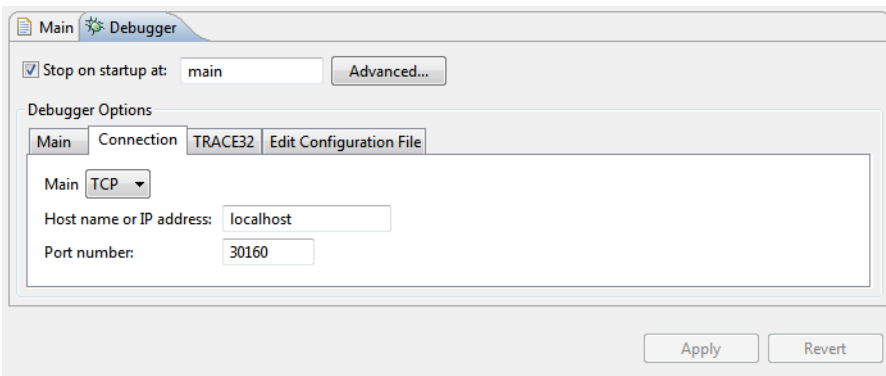 Main Debugger
Stop on startup at: main Advanced...
Debugger Options
Main Connection TRACE32 Edit Configuration File
Main TCP
Host name or IP address: localhost
Port number: 30160
Apply Revert